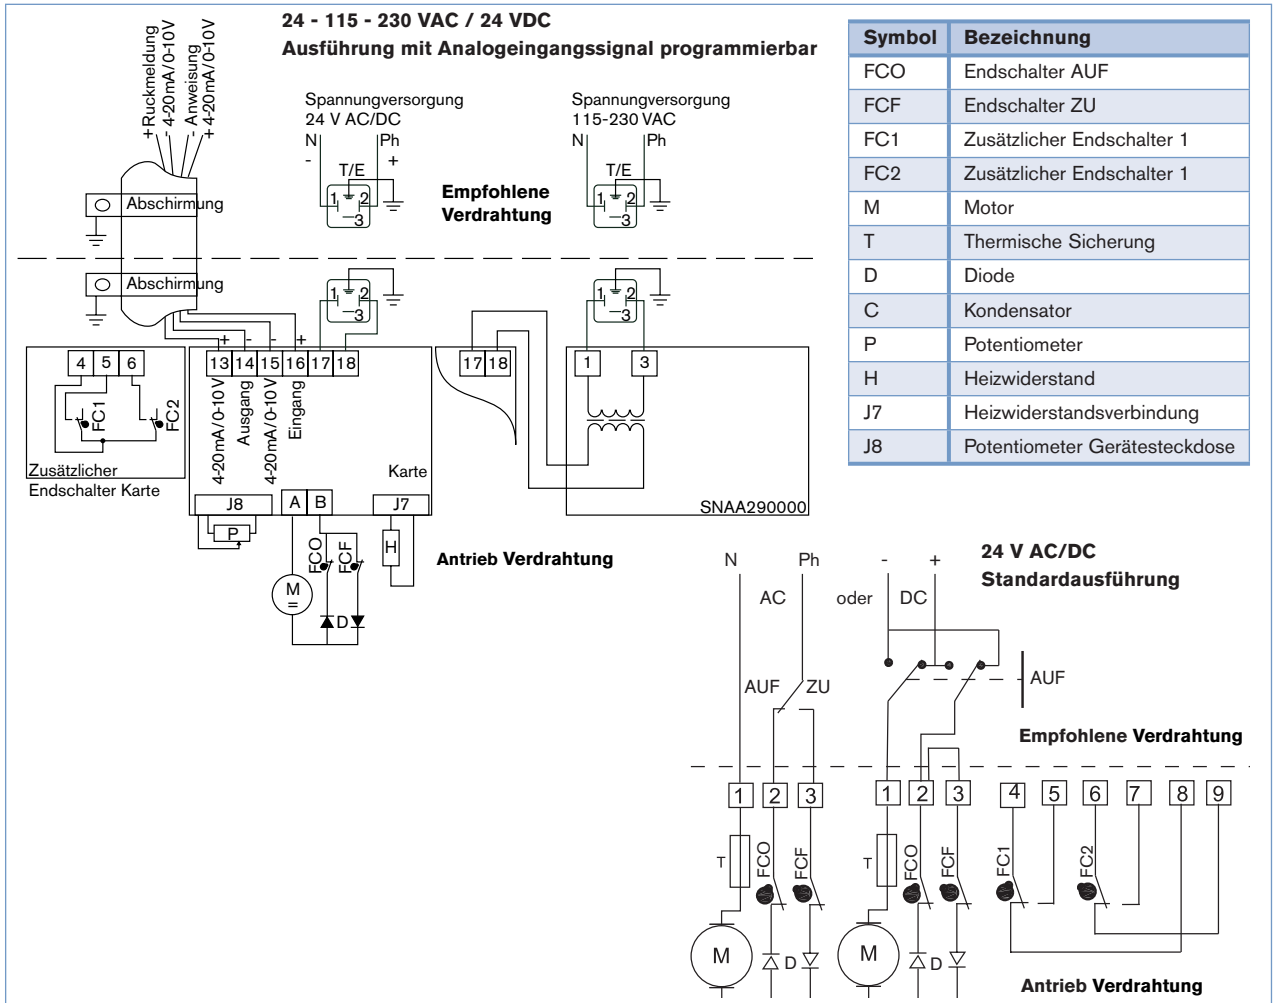 24 - 115 - 230 VAC / 24 VDC
Ausführung mit Analogeingangssignal programmierbar
+Ruckmeldung
- 4-20mA/0-10V
- Anweisung
+ 4-20mA/0-10V
Spannungversorgung
24 V AC/DC
N
Ph
-
+
T/E
1
2
3
Spannungversorgung
115-230 VAC
N
Ph
T/E
1
2
3
Empfohlene
Verdrahtung
Abschirmung
Abschirmung
1
2
3
1
2
3
+ - - +
4 5 6
13 14 15 16 17 18
17 18
1
3
FC1
FC2
4-20mA/0-10V
Ausgang
4-20mA/0-10V
Eingang
Zusätzlicher
Endschalter Karte
Karte
J8
A B
J7
SNAA290000
P
FCO
FCF
H
M
=
D
Antrieb Verdrahtung
Symbol Bezeichnung
FCO Endschalter AUF
FCF Endschalter ZU
FC1 Zusätzlicher Endschalter 1
FC2 Zusätzlicher Endschalter 1
M Motor
T Thermische Sicherung
D Diode
C Kondensator
P Potentiometer
H Heizwiderstand
J7 Heizwiderstandsverbindung
J8 Potentiometer Gerätesteckdose
24 V AC/DC
Standardausführung
N Ph - +
AC oder DC
AUF ZU
AUF
Empfohlene Verdrahtung
1 2 3
1 2 3 4 5 6 7 8 9
T
FCO
FCF
T
FCO
FCF
FC1
FC2
M
D
M
D
Antrieb Verdrahtung